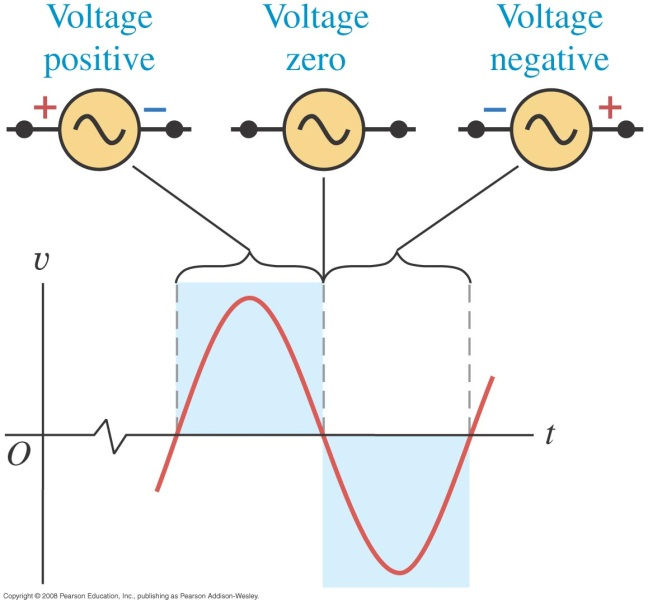 Voltage
positive
Voltage
zero
Voltage
negative
+ −
− +
v
O
t
Copyright © 2008 Pearson Education, Inc., publishing as Pearson Addison-Wesley.